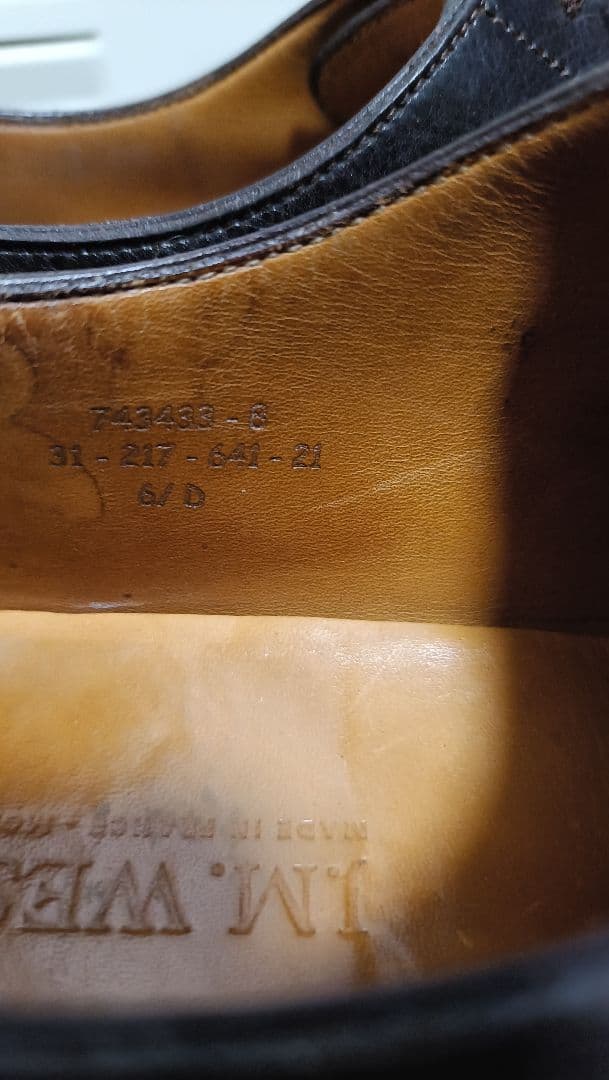 743433-6
31-217-641-21
6/D
J.M. WES
MADE IN FRANCE